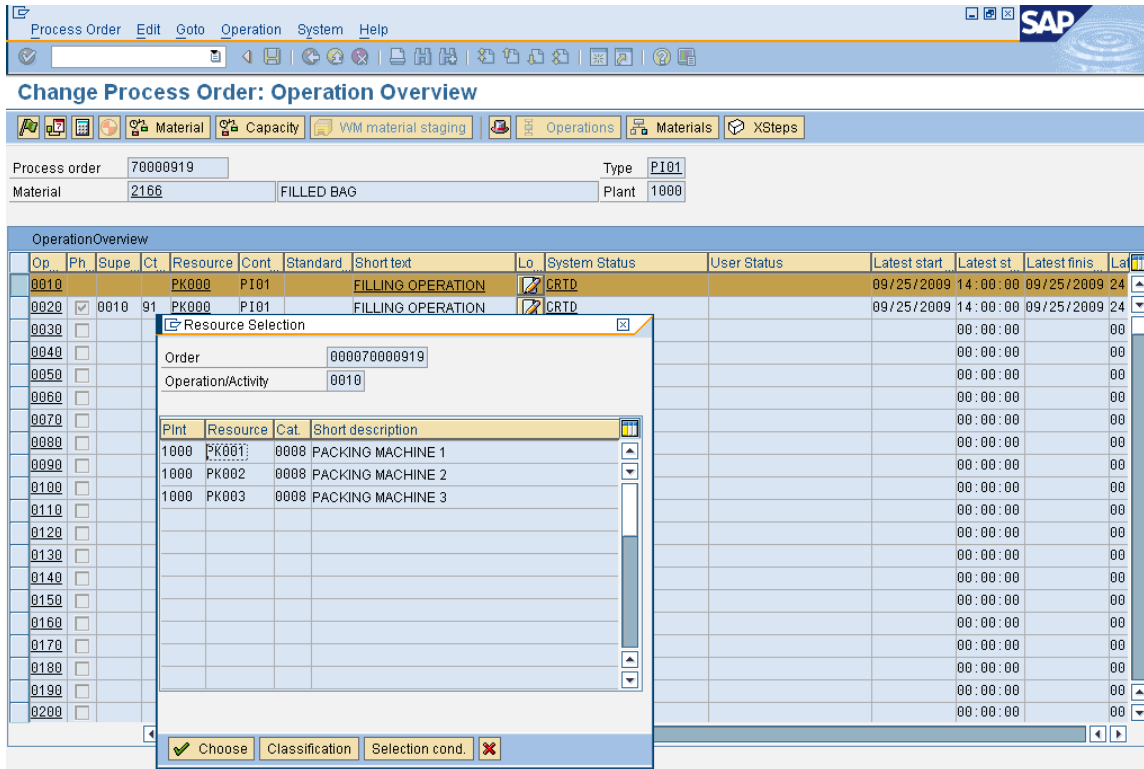 Process Order Edit Goto Operation System Help
SAP
Change Process Order: Operation Overview
Material Capacity WM material staging Operations Materials XSteps
Process order 70000919 Type PI01
Material 2166 FILLED BAG Plant 1000
OperationOverview
Op... Ph... Supe... Ct... Resource Cont... Standard... Short text Lo... System Status User Status Latest start... Latest st... Latest finis... Lat
0010 PK000 PI01 FILLING OPERATION CRTD 09/25/2009 14:00:00 09/25/2009 24
0020 0010 91 PK000 PI01 FILLING OPERATION CRTD 09/25/2009 14:00:00 09/25/2009 24
0030 00:00:00 00
0040 00:00:00 00
0050 00:00:00 00
0060 00:00:00 00
0070 00:00:00 00
0080 00:00:00 00
0090 00:00:00 00
0100 00:00:00 00
0110 00:00:00 00
0120 00:00:00 00
0130 00:00:00 00
0140 00:00:00 00
0150 00:00:00 00
0160 00:00:00 00
0170 00:00:00 00
0180 00:00:00 00
0190 00:00:00 00
0200 00:00:00 00
Resource Selection
Order 000070000919
Operation/Activity 0010
Plnt Resource Cat. Short description
1000 PK001 0008 PACKING MACHINE 1
1000 PK002 0008 PACKING MACHINE 2
1000 PK003 0008 PACKING MACHINE 3
Choose Classification Selection cond.